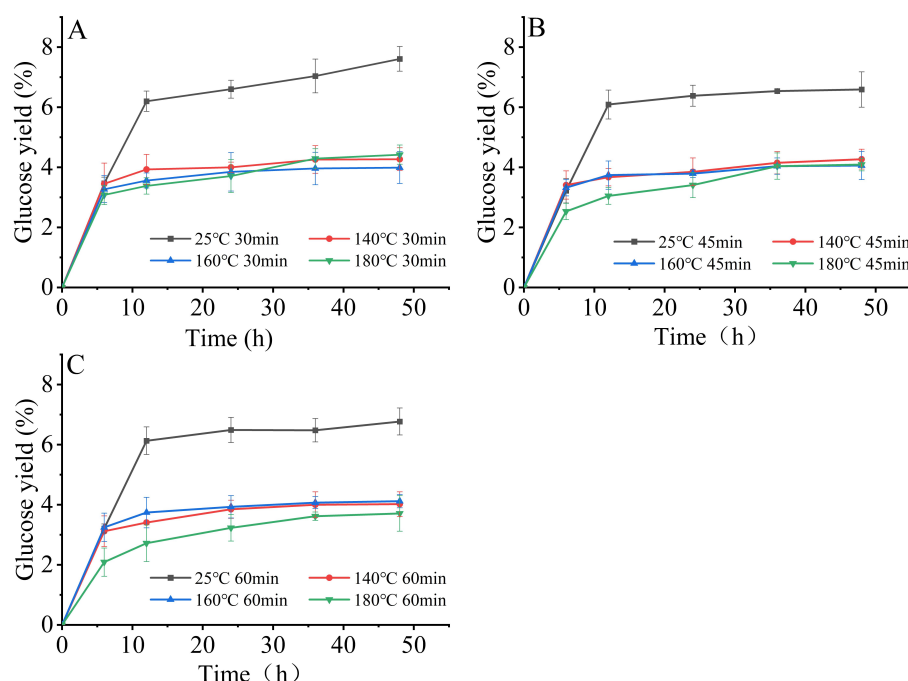 A
Glucose yield (%)
8
6
4
2
0
25℃ 30min 140℃ 30min
160℃ 30min 180℃ 30min
0 10 20 30 40 50
Time (h)
B
Glucose yield (%)
8
6
4
2
0
25℃ 45min 140℃ 45min
160℃ 45min 180℃ 45min
0 10 20 30 40 50
Time（h）
C
Glucose yield (%)
8
6
4
2
0
25℃ 60min 140℃ 60min
160℃ 60min 180℃ 60min
0 10 20 30 40 50
Time（h）